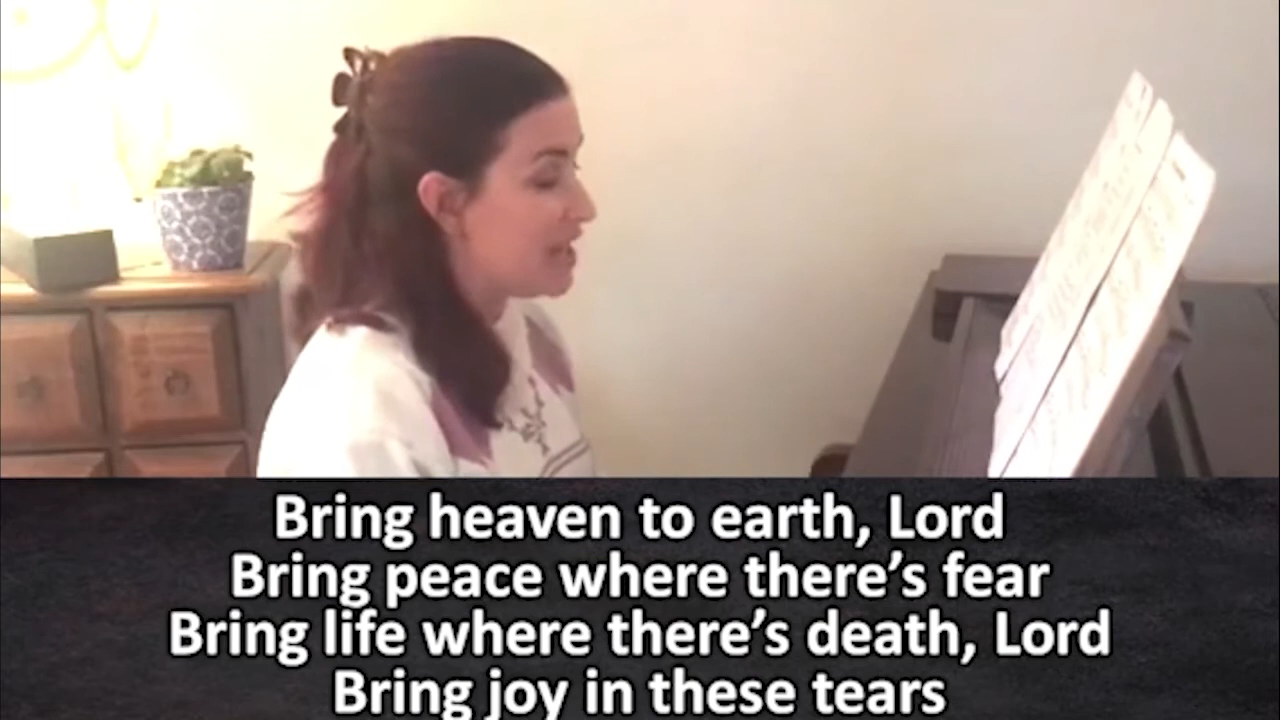 Bring heaven to earth, Lord
Bring peace where there’s fear
Bring life where there’s death, Lord
Bring joy in these tears